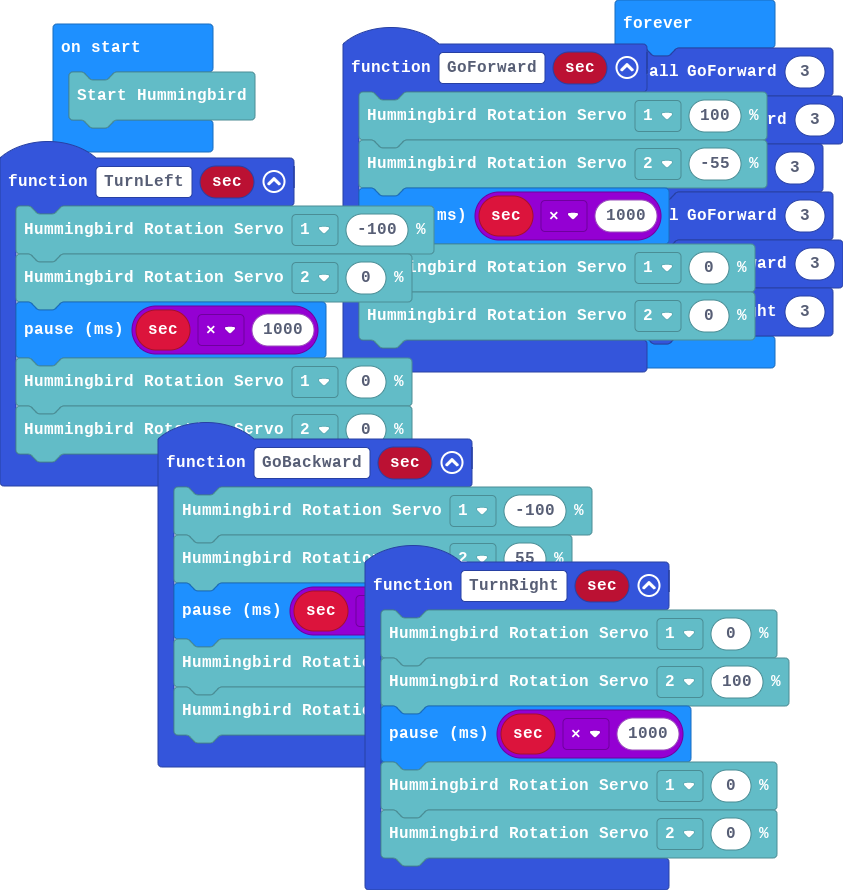 on start
Start Hummingbird
function TurnLeft sec
Hummingbird Rotation Servo 1 -100 %
Hummingbird Rotation Servo 2 0 %
pause (ms) sec × 1000
Hummingbird Rotation Servo 1 0 %
Hummingbird Rotation Servo 2 0 %
function GoForward sec
Hummingbird Rotation Servo 1 100 %
Hummingbird Rotation Servo 2 -55 %
ms) sec × 1000
ingbird Rotation Servo 1 0 %
Hummingbird Rotation Servo 2 0 %
forever
all GoForward 3
rd 3
3
l GoForward 3
ard 3
ht 3
function GoBackward sec
Hummingbird Rotation Servo 1 -100 %
Hummingbird Rotatio 2 55 %
pause (ms) sec
Hummingbird Rotatio
Hummingbird Rotatio
function TurnRight sec
Hummingbird Rotation Servo 1 0 %
Hummingbird Rotation Servo 2 100 %
pause (ms) sec × 1000
Hummingbird Rotation Servo 1 0 %
Hummingbird Rotation Servo 2 0 %